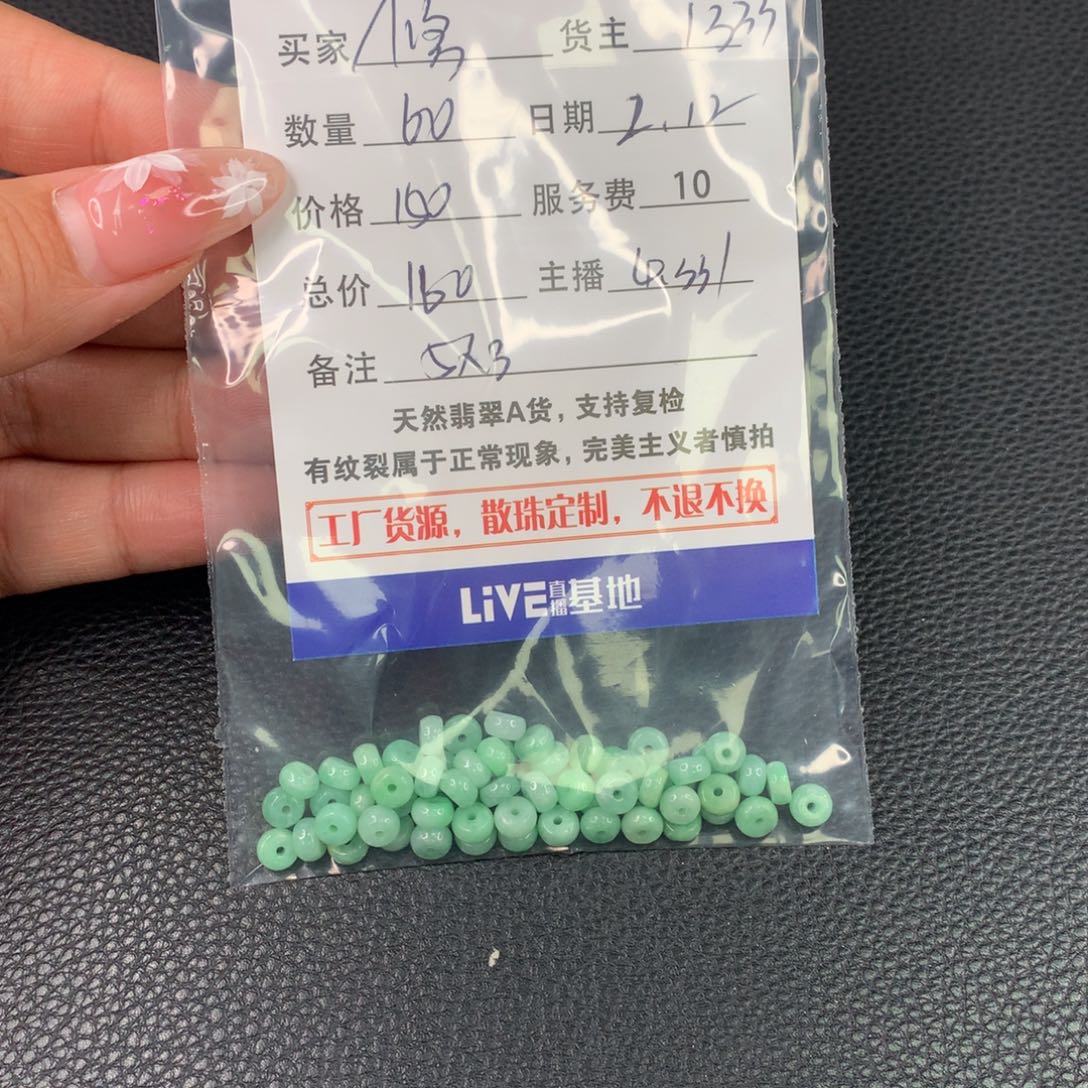 买家 货主 1333
数量 60 日期 2.12
价格 150 服务费 10
总价 160 主播
备注 5X3
天然翡翠A货，支持复检
有纹裂属于正常现象，完美主义者慎拍
工厂货源，散珠定制，不退不换
LiVE直播基地